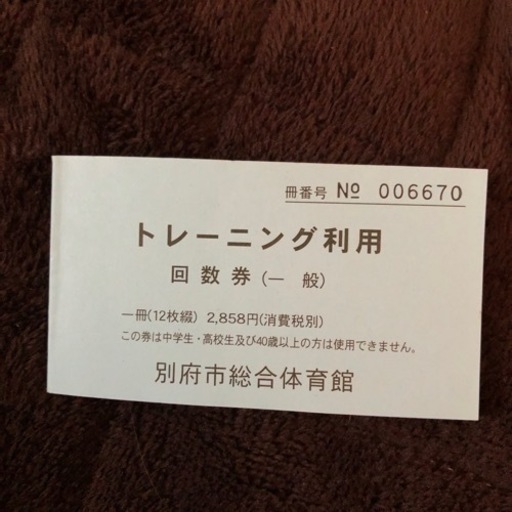 冊番号 № 006670
トレーニング利用
回数券(一 般)
一冊(12枚綴) 2,858円(消費税別)
この券は中学生・高校生及び40歳以上の方は使用できません。
別府市総合体育館